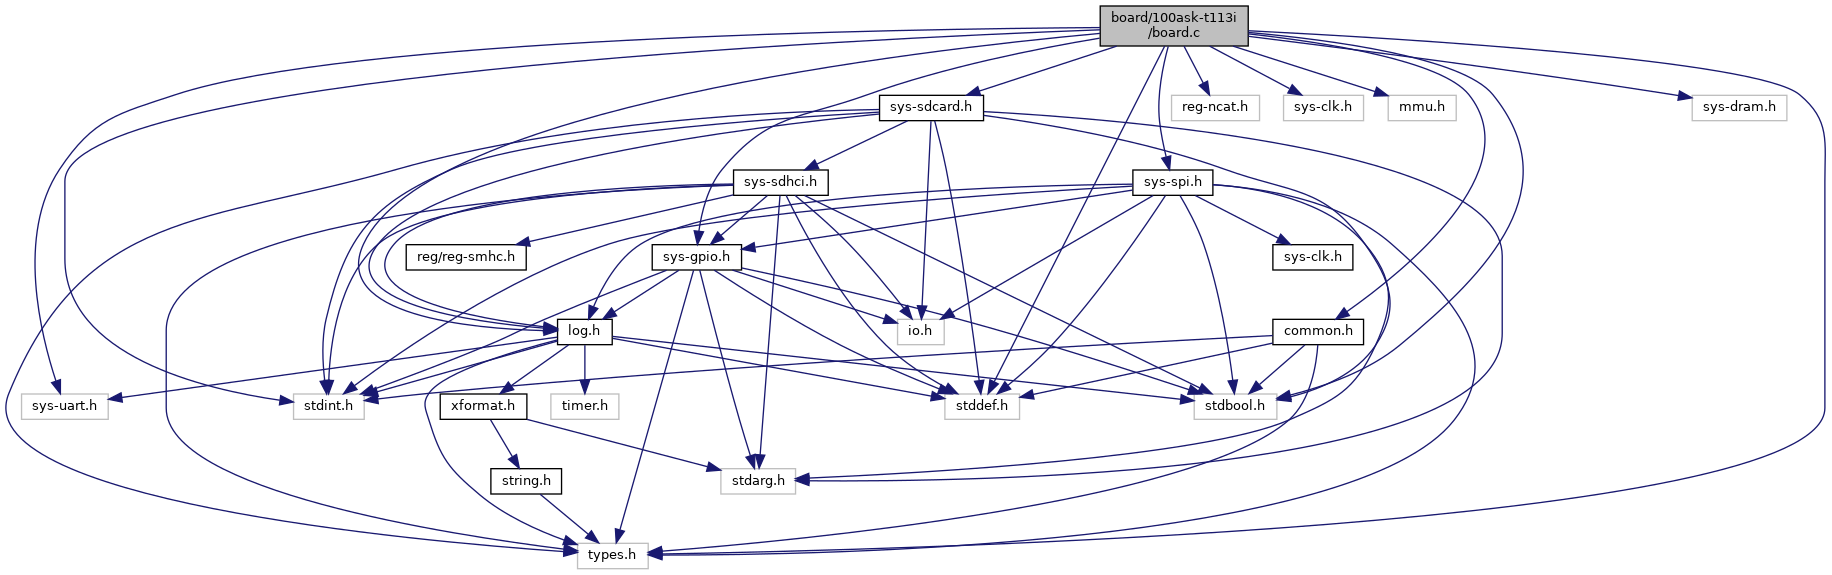 board/100ask-t113i
/board.c
sys-sdcard.h
reg-ncat.h
sys-clk.h
mmu.h
sys-dram.h
sys-sdhci.h
sys-spi.h
reg/reg-smhc.h
sys-gpio.h
sys-clk.h
log.h
io.h
common.h
sys-uart.h
stdint.h
xformat.h
timer.h
stddef.h
stdbool.h
string.h
stdarg.h
types.h